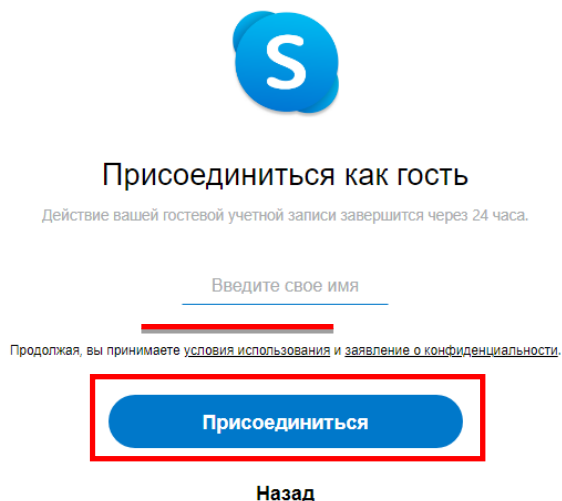 S
Присоединиться как гость
Действие вашей гостевой учетной записи завершится через 24 часа.
Введите свое имя
Продолжая, вы принимаете условия использования и заявление о конфиденциальности.
Присоединиться
Назад